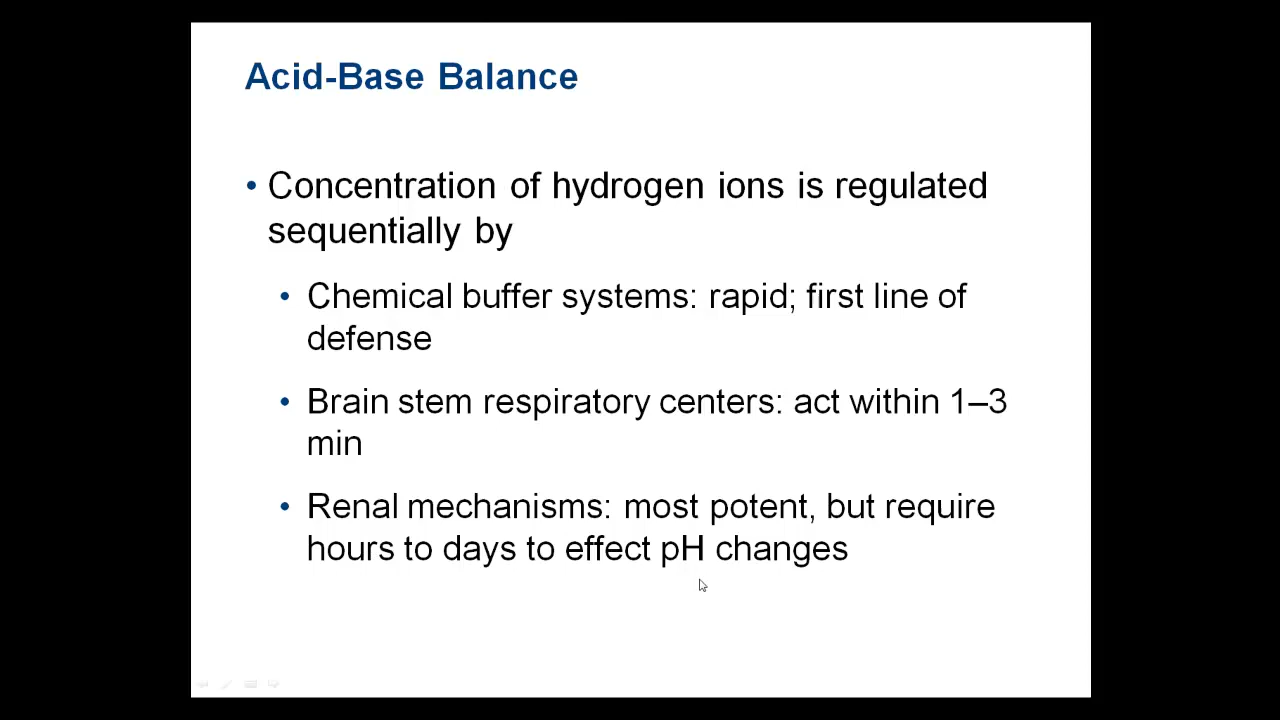 Acid-Base Balance
• Concentration of hydrogen ions is regulated
sequentially by
• Chemical buffer systems: rapid; first line of
defense
• Brain stem respiratory centers: act within 1–3
min
• Renal mechanisms: most potent, but require
hours to days to effect pH changes